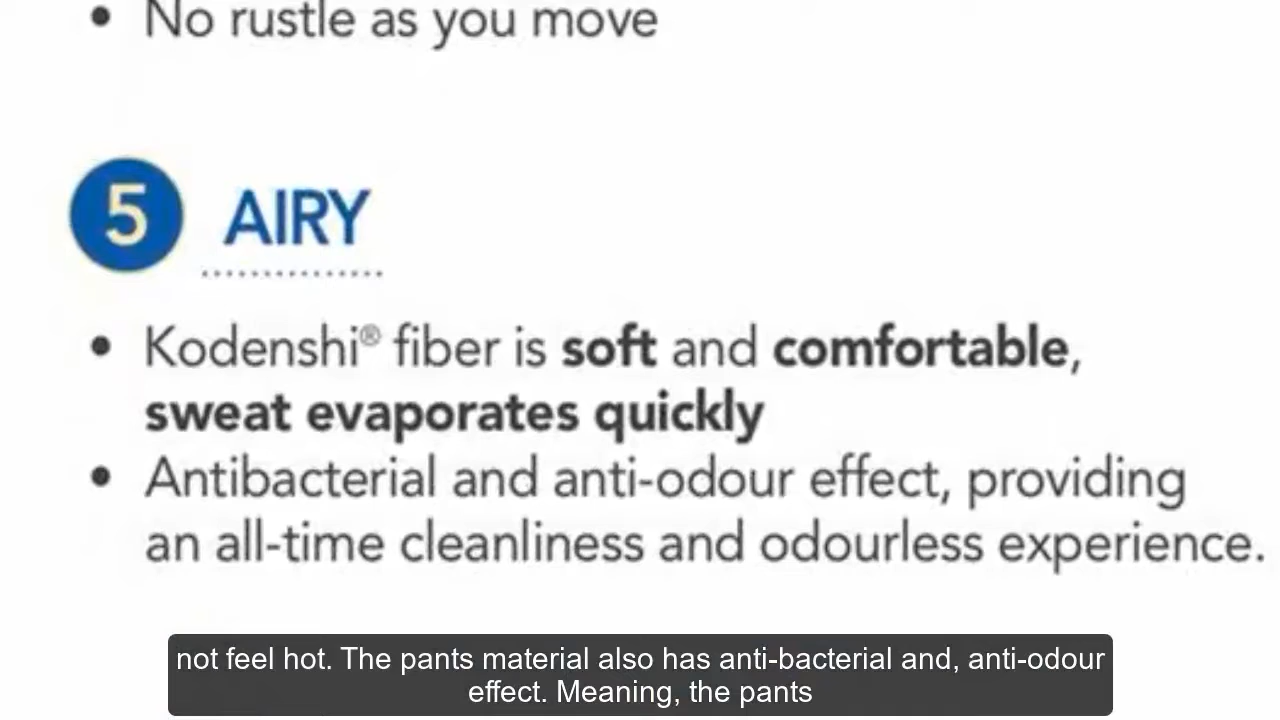 • No rustle as you move
5 AIRY
• Kodenshi® fiber is soft and comfortable,
sweat evaporates quickly
• Antibacterial and anti-odour effect, providing
an all-time cleanliness and odourless experience.
not feel hot. The pants material also has anti-bacterial and, anti-odour
effect. Meaning, the pants